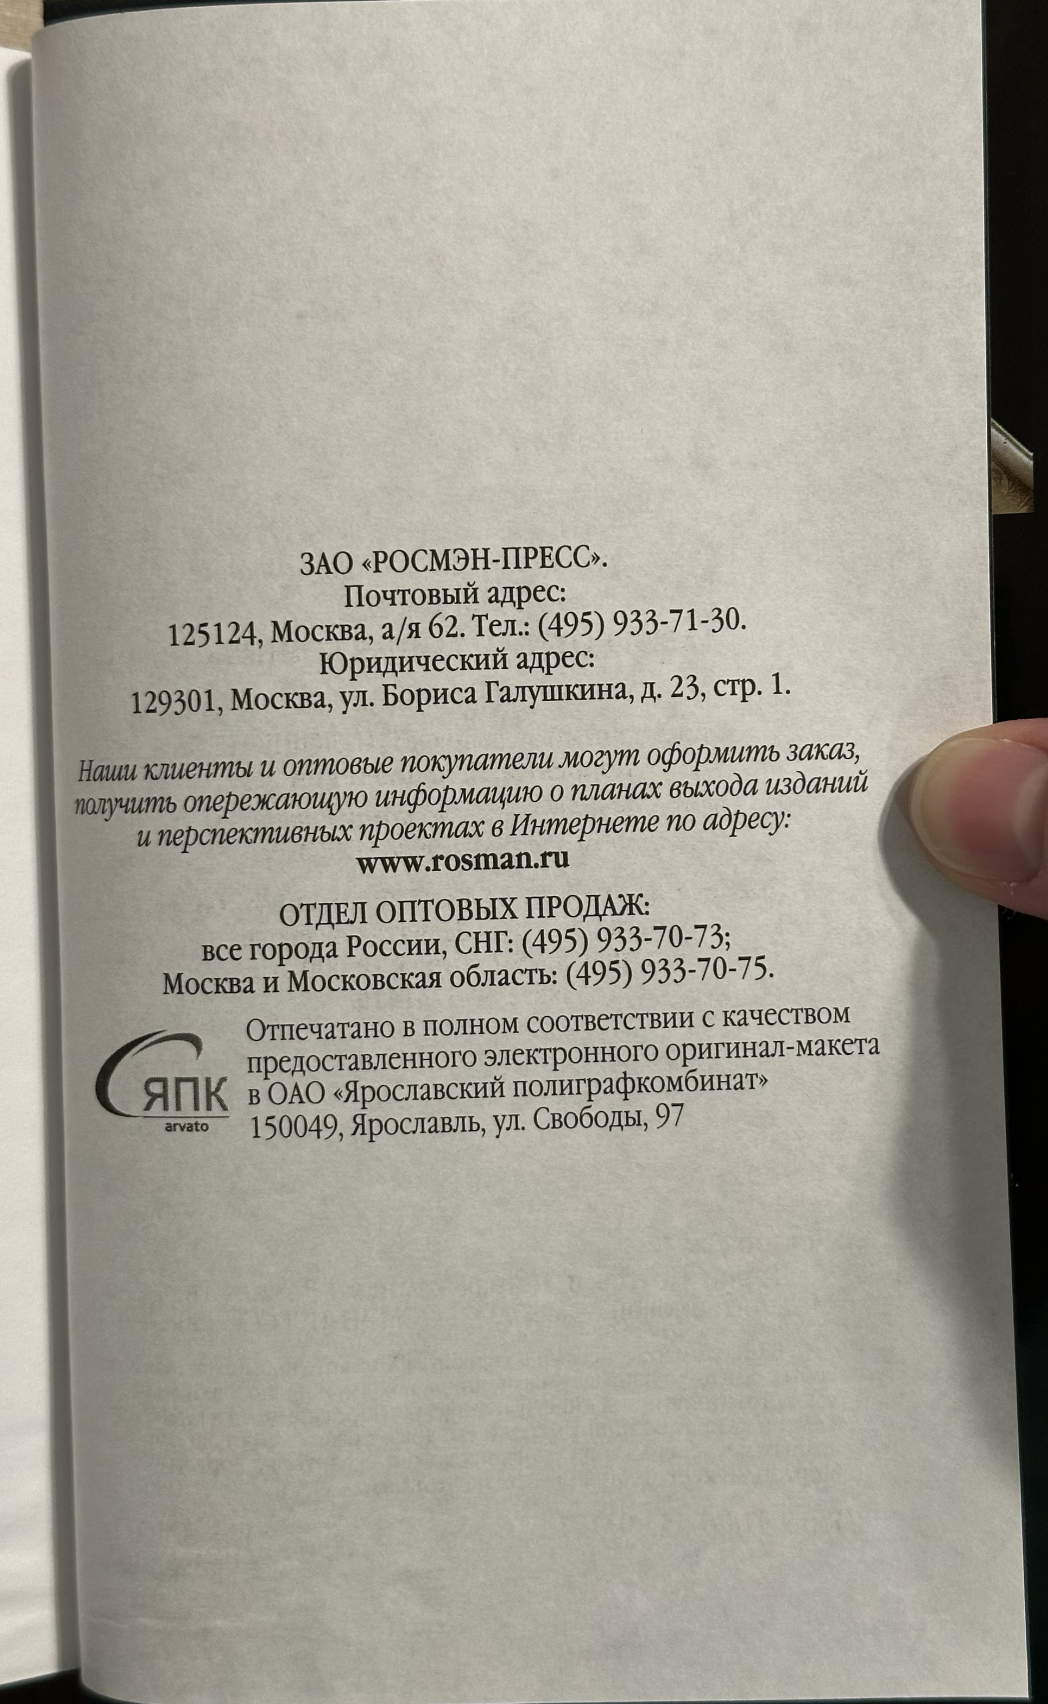 ЗАО «РОСМЭН-ПРЕСС».
Почтовый адрес:
125124, Москва, а/я 62. Тел.: (495) 933-71-30.
Юридический адрес:
129301, Москва, ул. Бориса Галушкина, д. 23, стр. 1.
Наши клиенты и оптовые покупатели могут оформить заказ,
получить опережающую информацию о планах выхода изданий
и перспективных проектах в Интернете по адресу:
www.rosman.ru
ОТДЕЛ ОПТОВЫХ ПРОДАЖ:
все города России, СНГ: (495) 933-70-73;
Москва и Московская область: (495) 933-70-75.
ЯПК
arvato
Отпечатано в полном соответствии с качеством
предоставленного электронного оригинал-макета
в ОАО «Ярославский полиграфкомбинат»
150049, Ярославль, ул. Свободы, 97